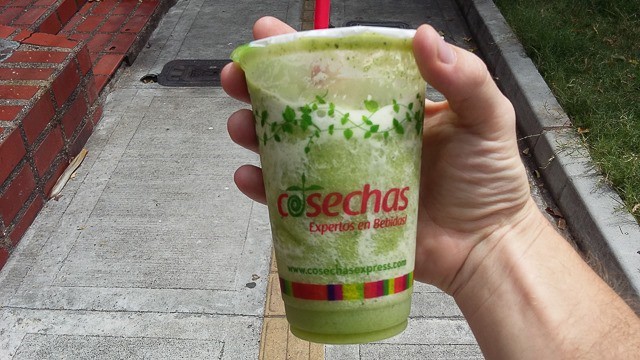 cosechas
Expertos en Bebidas!
www.cosechasexpress.com